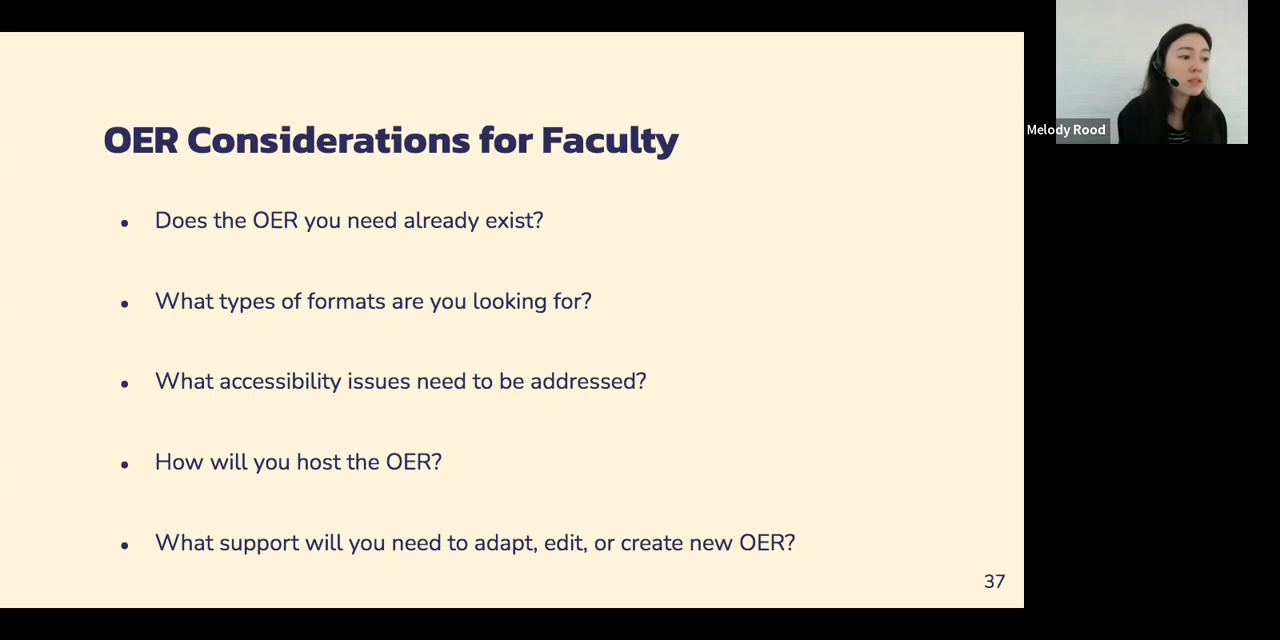 OER Considerations for Faculty
• Does the OER you need already exist?
• What types of formats are you looking for?
• What accessibility issues need to be addressed?
• How will you host the OER?
• What support will you need to adapt, edit, or create new OER?
37
Melody Rood